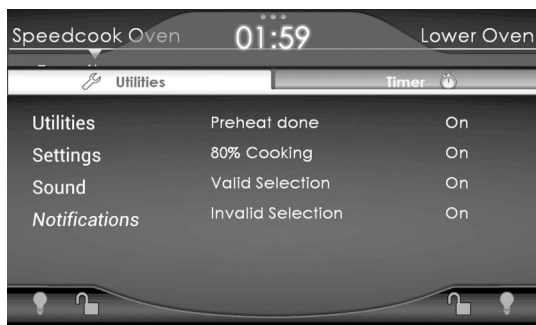 Speedcook Oven 01:59 Lower Oven
Utilities Timer
Utilities Preheat done On
Settings 80% Cooking On
Sound Valid Selection On
Notifications Invalid Selection On